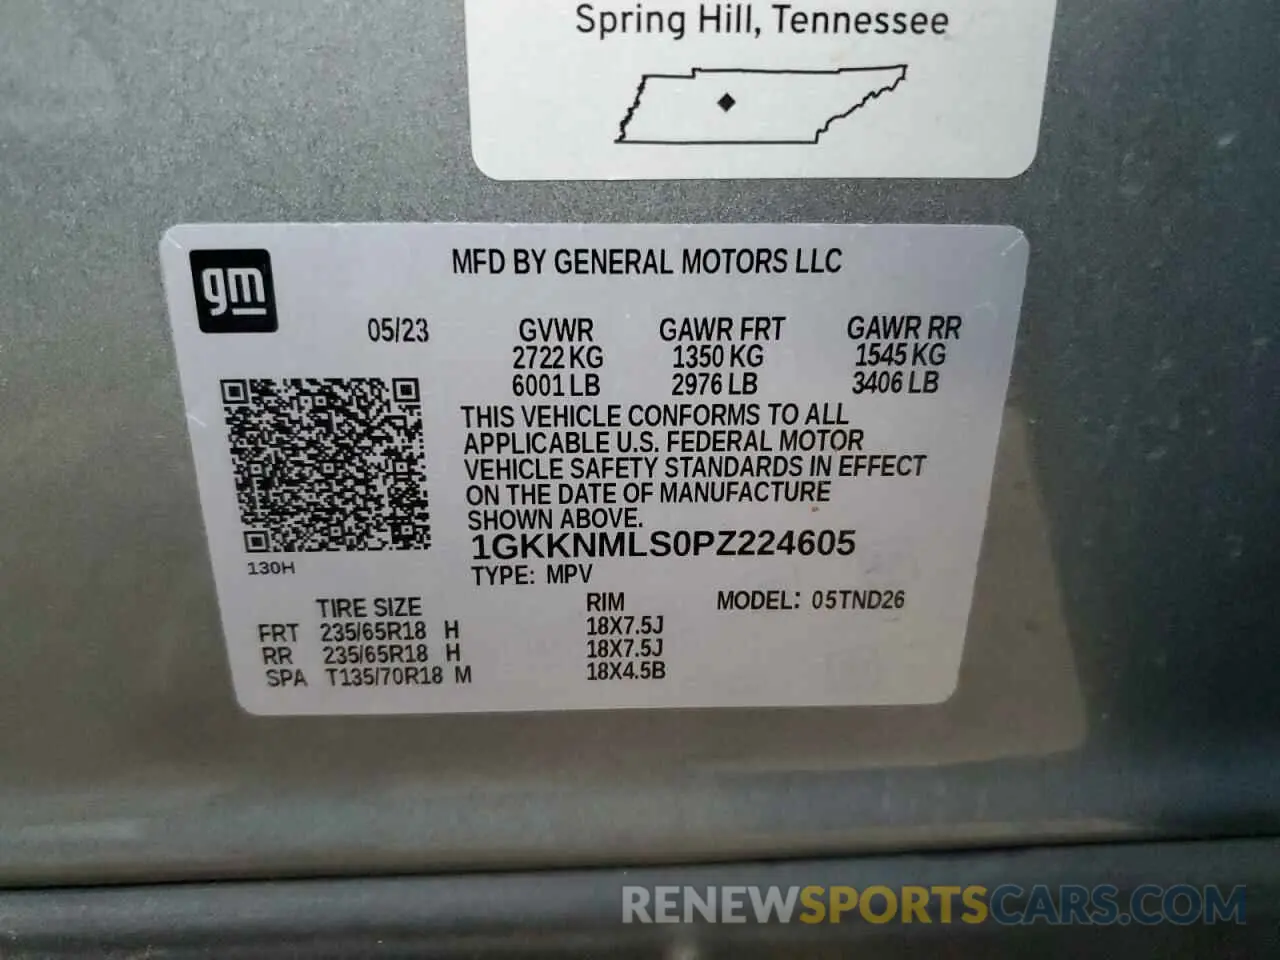 Spring Hill, Tennessee
gm
MFD BY GENERAL MOTORS LLC
05/23 GVWR GAWR FRT GAWR RR
2722 KG 1350 KG 1545 KG
6001 LB 2976 LB 3406 LB
THIS VEHICLE CONFORMS TO ALL
APPLICABLE U.S. FEDERAL MOTOR
VEHICLE SAFETY STANDARDS IN EFFECT
ON THE DATE OF MANUFACTURE
SHOWN ABOVE.
1GKKNMLS0PZ224605
130H
TYPE: MPV
TIRE SIZE RIM MODEL: 05TND26
FRT 235/65R18 H 18X7.5J
RR 235/65R18 H 18X7.5J
SPA T135/70R18 M 18X4.5B
RENEWSPORTSCARS.COM